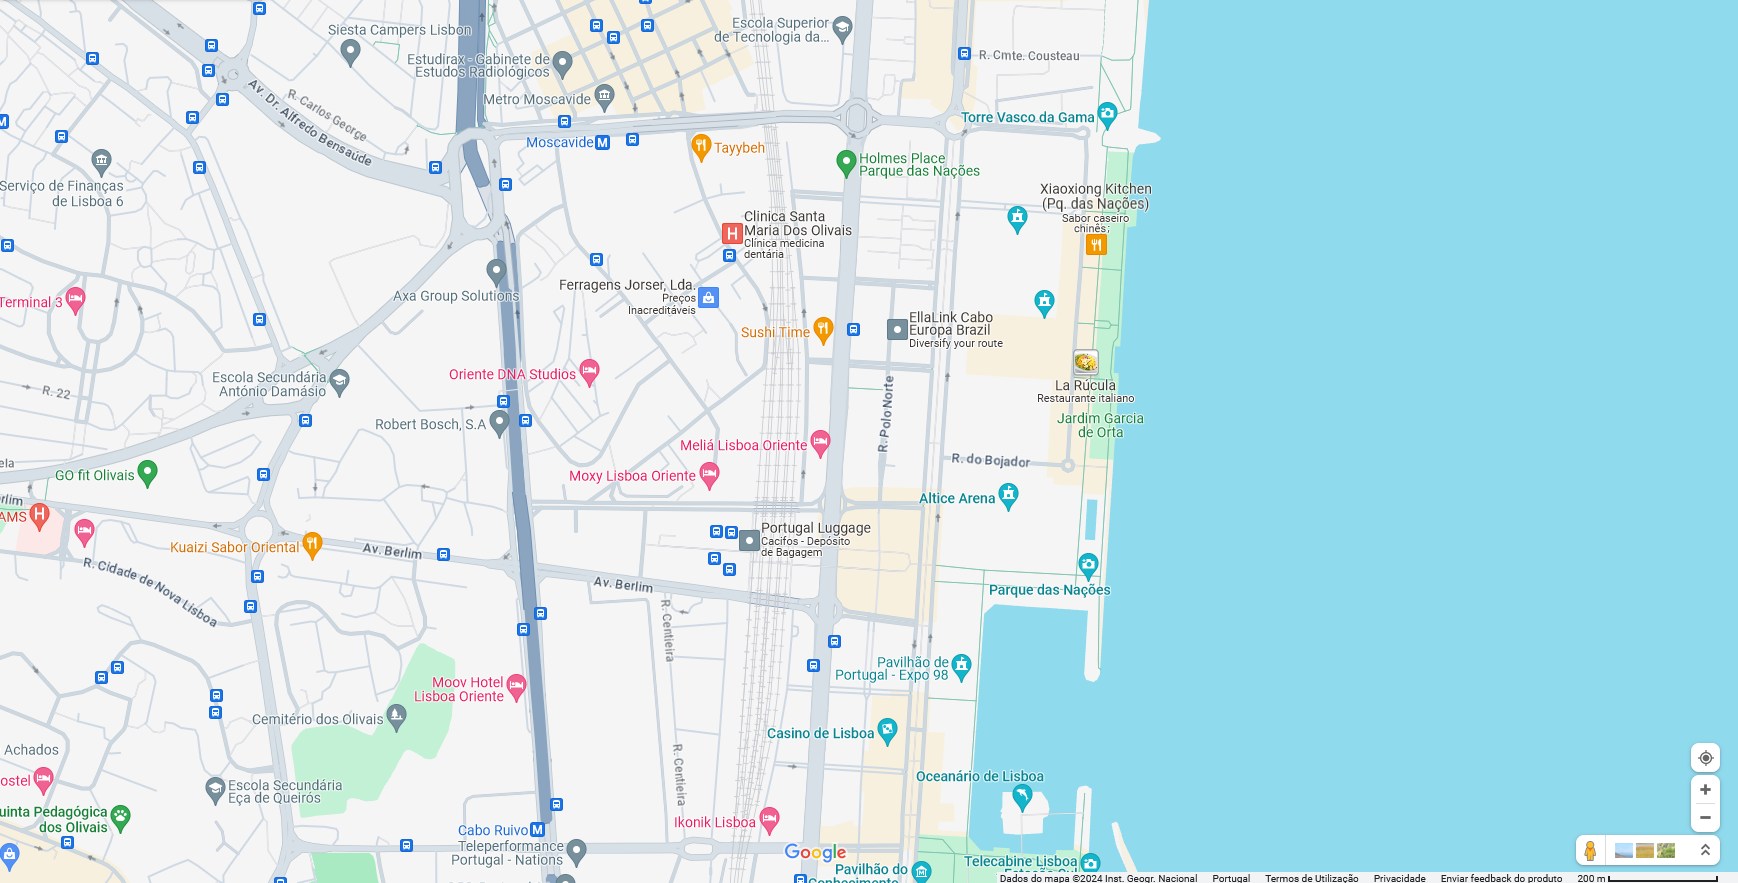 Siesta Campers Lisbon
Escola Superior
de Tecnologia da...
Estudirax - Gabinete de
Estudos Radiológicos
R. Cmte. Cousteau
Av. Dr. Alfredo Bensaúde
R. Carlos George
Metro Moscavide
Torre Vasco da Gama
M
Moscavide M
Tayybeh
Holmes Place
Parque das Nações
Serviço de Finanças
de Lisboa 6
Xiaoxiong Kitchen
(Pq. das Nações)
Sabor caseiro
chinês;
Clinica Santa
Maria Dos Olivais
Clínica medicina
dentária
H
Axa Group Solutions
Ferragens Jorser, Lda.
Preços
Inacreditáveis
Terminal 3
Sushi Time
EllaLink Cabo
Europa Brazil
Diversify your route
Escola Secundária
António Damásio
Oriente DNA Studios
R. 22
La Rúcula
Restaurante italiano
Jardim Garcia
de Orta
Robert Bosch, S.A
R. Polo Norte
Meliá Lisboa Oriente
ela
GO fit Olivais
Moxy Lisboa Oriente
R. do Bojador
Altice Arena
erlim
AMS H
Portugal Luggage
Cacifos - Depósito
de Bagagem
Kuaizi Sabor Oriental
Av. Berlim
Av. Berlim
R. Cidade de Nova Lisboa
Parque das Nações
R. Centieira
Pavilhão de
Portugal - Expo 98
Moov Hotel
Lisboa Oriente
Cemitério dos Olivais
Casino de Lisboa
Achados
ostel
Escola Secundária
Eça de Queirós
R. Centieira
Oceanário de Lisboa
uinta Pedagógica
dos Olivais
Cabo Ruivo M
Ikonik Lisboa
Teleperformance
Portugal - Nations
Google
Pavilhão do
Conhecimento
Telecabine Lisboa
Estação Sul
Dados do mapa ©2024 Inst. Geogr. Nacional
Portugal
Termos de Utilização
Privacidade
Enviar feedback do produto
200 m